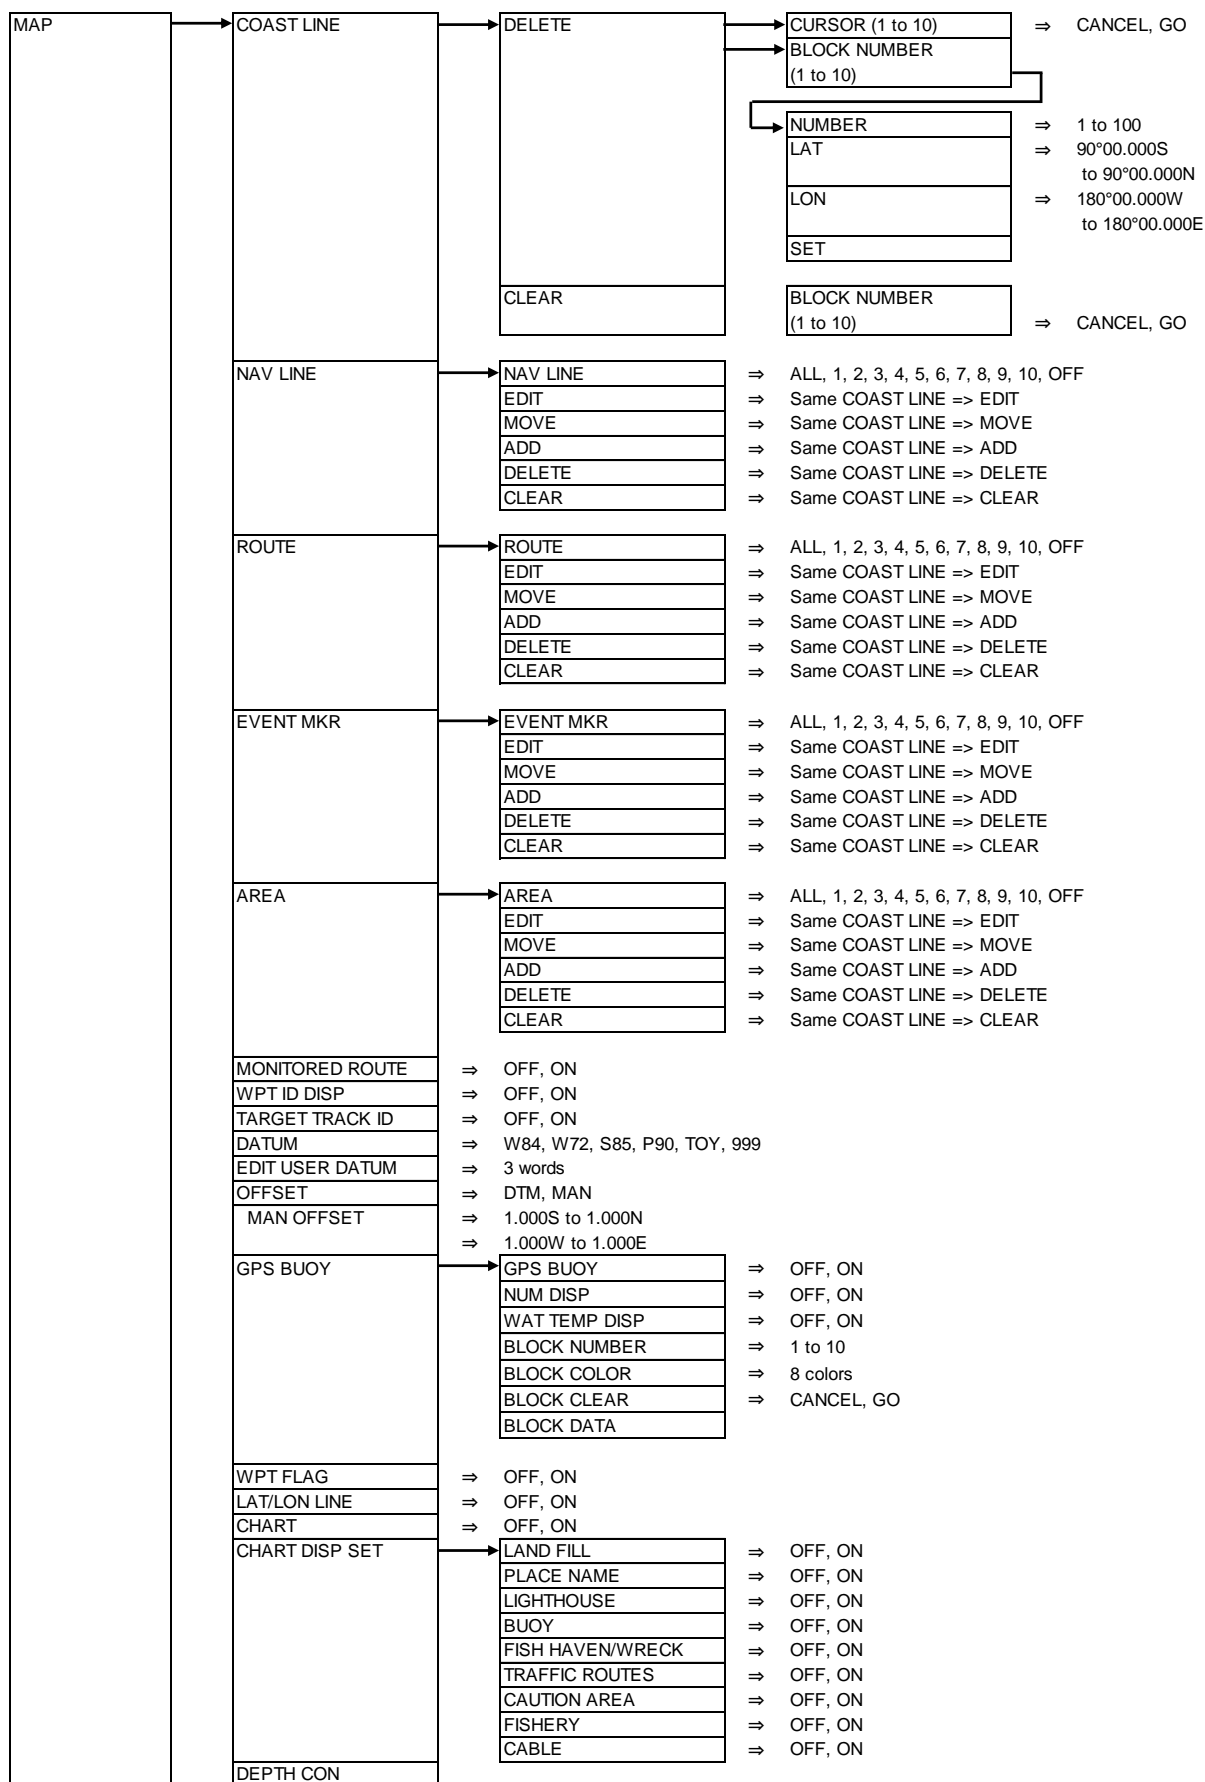 MAP COAST LINE DELETE CURSOR (1 to 10) ⇒ CANCEL, GO
BLOCK NUMBER
(1 to 10)
NUMBER ⇒ 1 to 100
LAT ⇒ 90°00.000S
to 90°00.000N
LON ⇒ 180°00.000W
to 180°00.000E
SET
CLEAR BLOCK NUMBER
(1 to 10) ⇒ CANCEL, GO
NAV LINE NAV LINE ⇒ ALL, 1, 2, 3, 4, 5, 6, 7, 8, 9, 10, OFF
EDIT ⇒ Same COAST LINE => EDIT
MOVE ⇒ Same COAST LINE => MOVE
ADD ⇒ Same COAST LINE => ADD
DELETE ⇒ Same COAST LINE => DELETE
CLEAR ⇒ Same COAST LINE => CLEAR
ROUTE ROUTE ⇒ ALL, 1, 2, 3, 4, 5, 6, 7, 8, 9, 10, OFF
EDIT ⇒ Same COAST LINE => EDIT
MOVE ⇒ Same COAST LINE => MOVE
ADD ⇒ Same COAST LINE => ADD
DELETE ⇒ Same COAST LINE => DELETE
CLEAR ⇒ Same COAST LINE => CLEAR
EVENT MKR EVENT MKR ⇒ ALL, 1, 2, 3, 4, 5, 6, 7, 8, 9, 10, OFF
EDIT ⇒ Same COAST LINE => EDIT
MOVE ⇒ Same COAST LINE => MOVE
ADD ⇒ Same COAST LINE => ADD
DELETE ⇒ Same COAST LINE => DELETE
CLEAR ⇒ Same COAST LINE => CLEAR
AREA AREA ⇒ ALL, 1, 2, 3, 4, 5, 6, 7, 8, 9, 10, OFF
EDIT ⇒ Same COAST LINE => EDIT
MOVE ⇒ Same COAST LINE => MOVE
ADD ⇒ Same COAST LINE => ADD
DELETE ⇒ Same COAST LINE => DELETE
CLEAR ⇒ Same COAST LINE => CLEAR
MONITORED ROUTE ⇒ OFF, ON
WPT ID DISP ⇒ OFF, ON
TARGET TRACK ID ⇒ OFF, ON
DATUM ⇒ W84, W72, S85, P90, TOY, 999
EDIT USER DATUM ⇒ 3 words
OFFSET ⇒ DTM, MAN
MAN OFFSET ⇒ 1.000S to 1.000N
⇒ 1.000W to 1.000E
GPS BUOY GPS BUOY ⇒ OFF, ON
NUM DISP ⇒ OFF, ON
WAT TEMP DISP ⇒ OFF, ON
BLOCK NUMBER ⇒ 1 to 10
BLOCK COLOR ⇒ 8 colors
BLOCK CLEAR ⇒ CANCEL, GO
BLOCK DATA
WPT FLAG ⇒ OFF, ON
LAT/LON LINE ⇒ OFF, ON
CHART ⇒ OFF, ON
CHART DISP SET LAND FILL ⇒ OFF, ON
PLACE NAME ⇒ OFF, ON
LIGHTHOUSE ⇒ OFF, ON
BUOY ⇒ OFF, ON
FISH HAVEN/WRECK ⇒ OFF, ON
TRAFFIC ROUTES ⇒ OFF, ON
CAUTION AREA ⇒ OFF, ON
FISHERY ⇒ OFF, ON
CABLE ⇒ OFF, ON
DEPTH CON